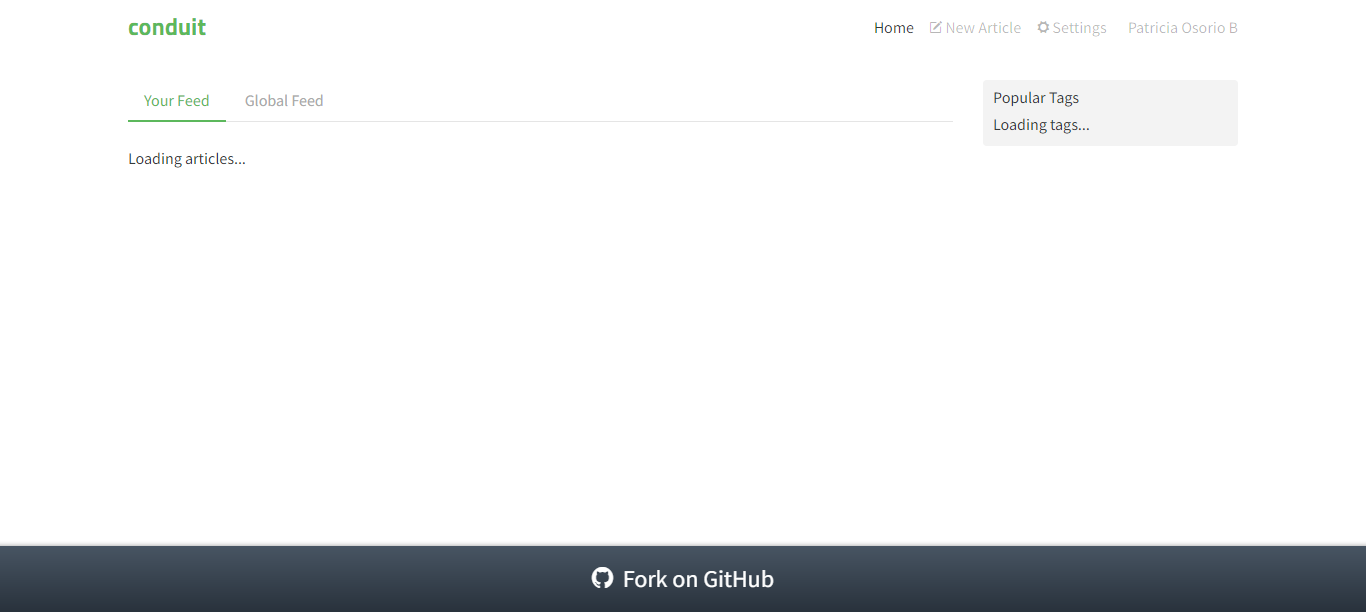 conduit
Home New Article Settings Patricia Osorio B
Your Feed Global Feed
Popular Tags
Loading tags...
Loading articles...
Fork on GitHub